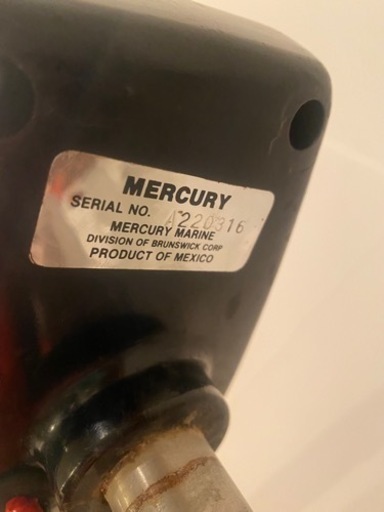 MERCURY
SERIAL NO. A220316
MERCURY MARINE
DIVISION OF BRUNSWICK CORP
PRODUCT OF MEXICO